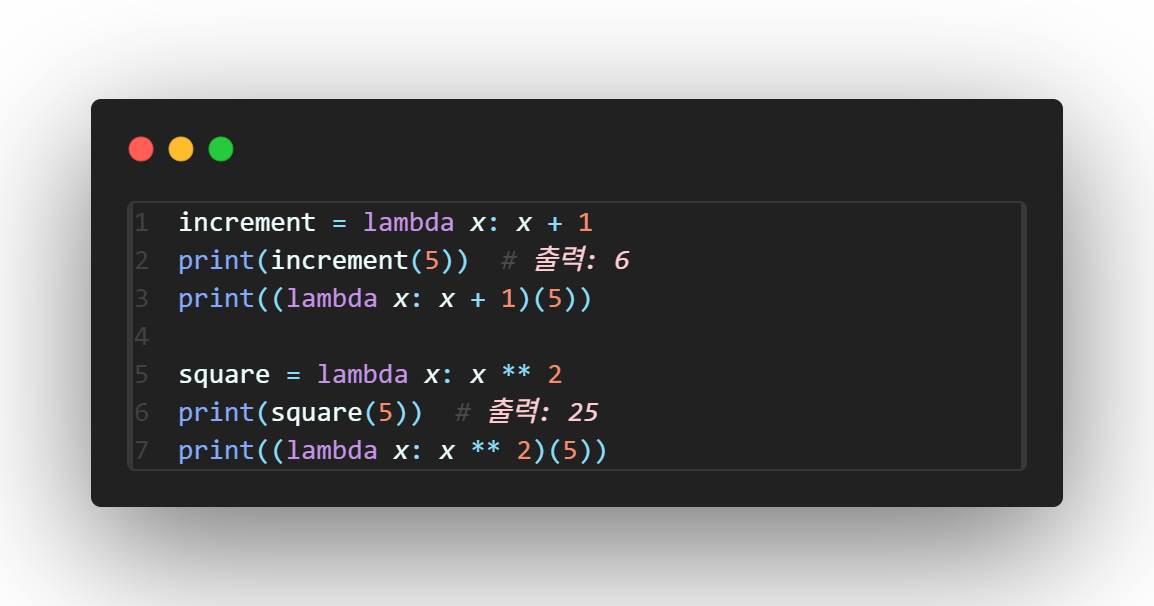 1 increment = lambda x: x + 1
2 print(increment(5))  # 출력: 6
3 print((lambda x: x + 1)(5))
4
5 square = lambda x: x ** 2
6 print(square(5))  # 출력: 25
7 print((lambda x: x ** 2)(5))